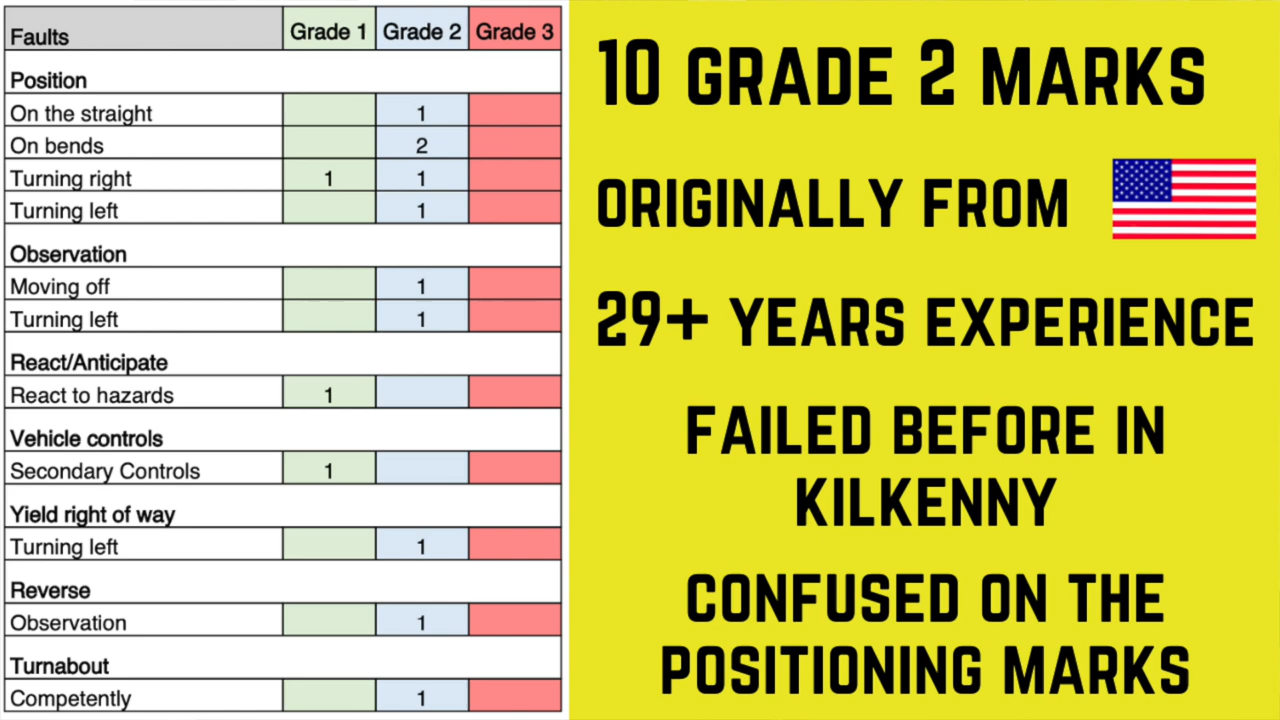 Faults Grade 1 Grade 2 Grade 3
Position
On the straight 1
On bends 2
Turning right 1 1
Turning left 1
Observation
Moving off 1
Turning left 1
React/Anticipate
React to hazards 1
Vehicle controls
Secondary Controls 1
Yield right of way
Turning left 1
Reverse
Observation 1
Turnabout
Competently 1
10 GRADE 2 MARKS
ORIGINALLY FROM
29+ YEARS EXPERIENCE
FAILED BEFORE IN
KILKENNY
CONFUSED ON THE
POSITIONING MARKS